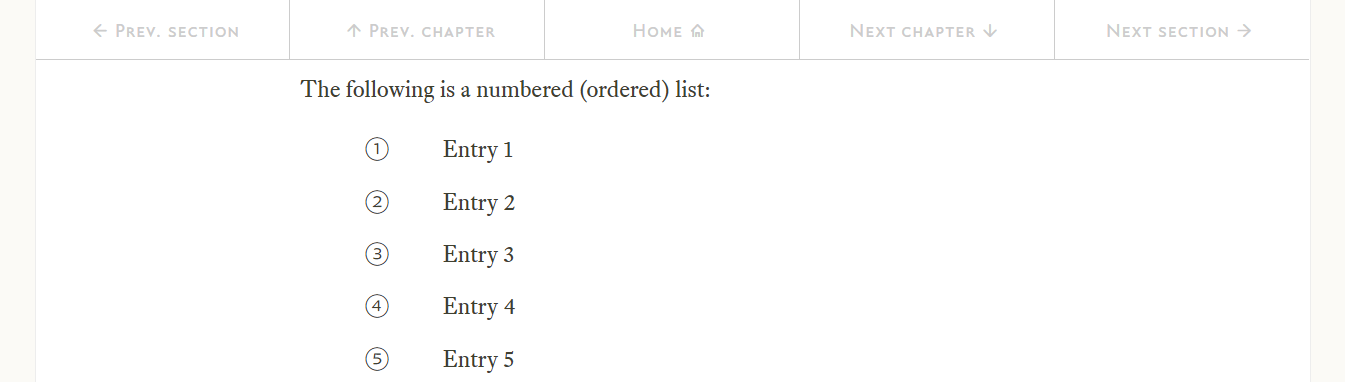 ← Prev. section ↑ Prev. chapter Home Next chapter ↓ Next section →
The following is a numbered (ordered) list:
① Entry 1
② Entry 2
③ Entry 3
④ Entry 4
⑤ Entry 5